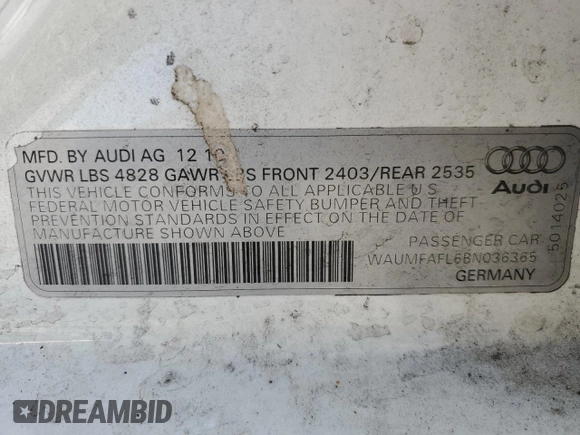 MFD. BY AUDI AG 12 10
GVWR LBS 4828 GAWR LBS FRONT 2403/REAR 2535
THIS VEHICLE CONFORMS TO ALL APPLICABLE U S
FEDERAL MOTOR VEHICLE SAFETY BUMPER AND THEFT
PREVENTION STANDARDS IN EFFECT ON THE DATE OF
MANUFACTURE SHOWN ABOVE
PASSENGER CAR
WAUMFAFL6BN036365
GERMANY
Audi
5014025
DREAMBID